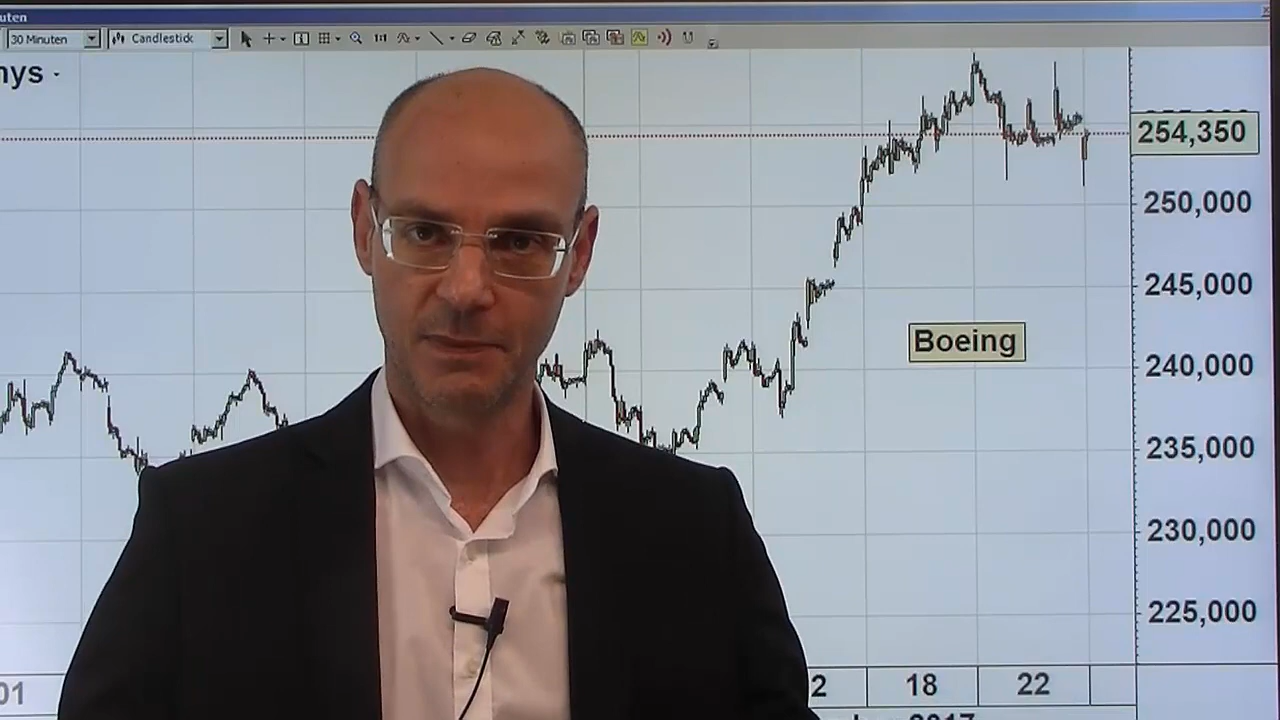 uten
30 Minuten
Candlestick
nys
254,350
250,000
245,000
Boeing
240,000
235,000
230,000
225,000
01
2
18
22
2017